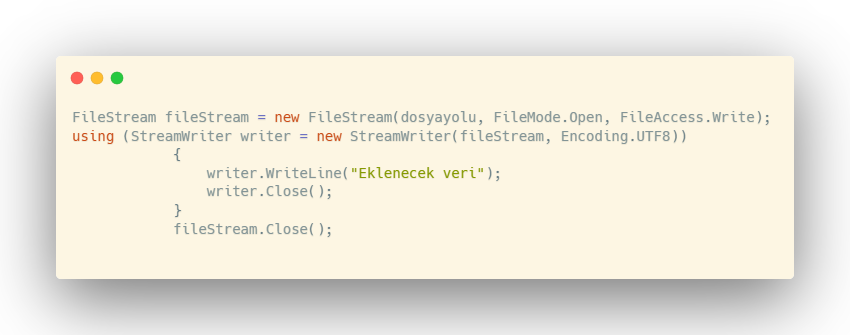 FileStream fileStream = new FileStream(dosyayolu, FileMode.Open, FileAccess.Write);
using (StreamWriter writer = new StreamWriter(fileStream, Encoding.UTF8))
{
writer.WriteLine("Eklenecek veri");
writer.Close();
}
fileStream.Close();